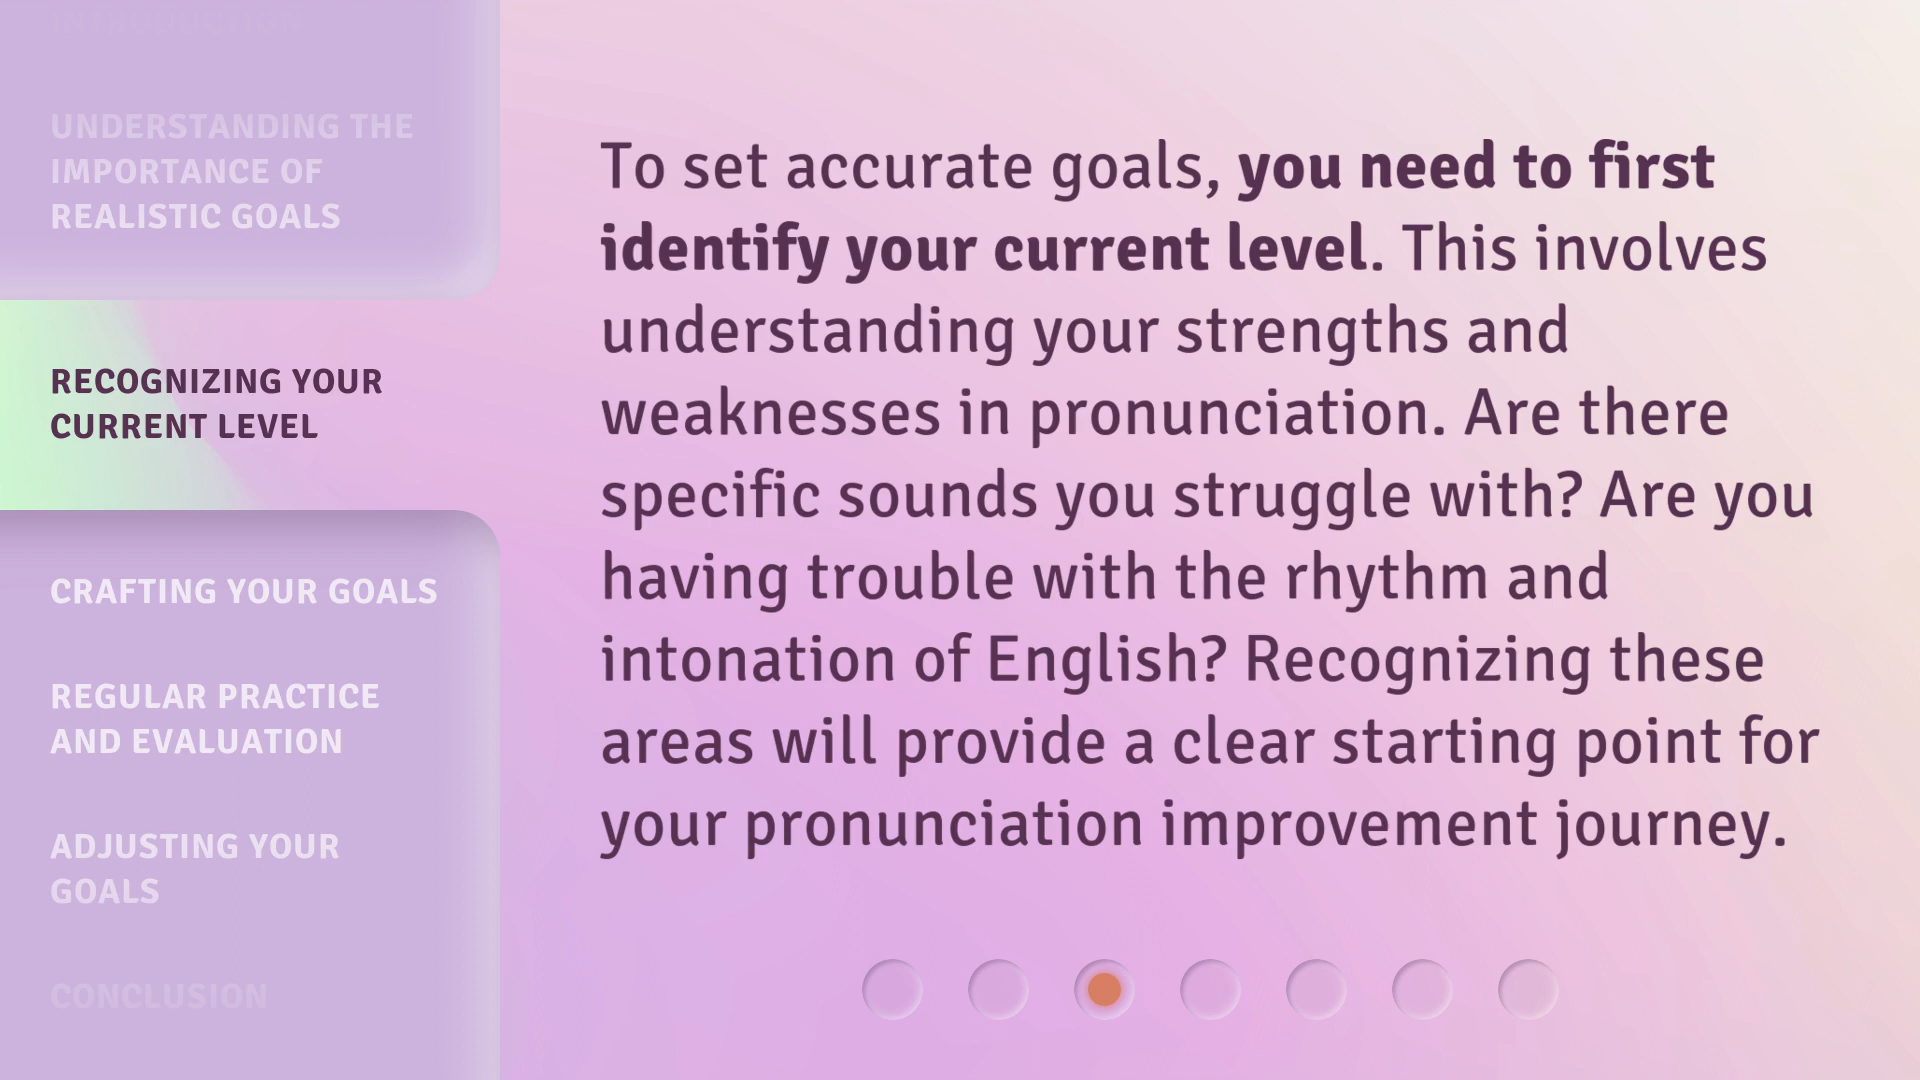 INTRODUCTION
UNDERSTANDING THE
IMPORTANCE OF
REALISTIC GOALS
RECOGNIZING YOUR
CURRENT LEVEL
CRAFTING YOUR GOALS
REGULAR PRACTICE
AND EVALUATION
ADJUSTING YOUR
GOALS
CONCLUSION
To set accurate goals, you need to first
identify your current level. This involves
understanding your strengths and
weaknesses in pronunciation. Are there
specific sounds you struggle with? Are you
having trouble with the rhythm and
intonation of English? Recognizing these
areas will provide a clear starting point for
your pronunciation improvement journey.